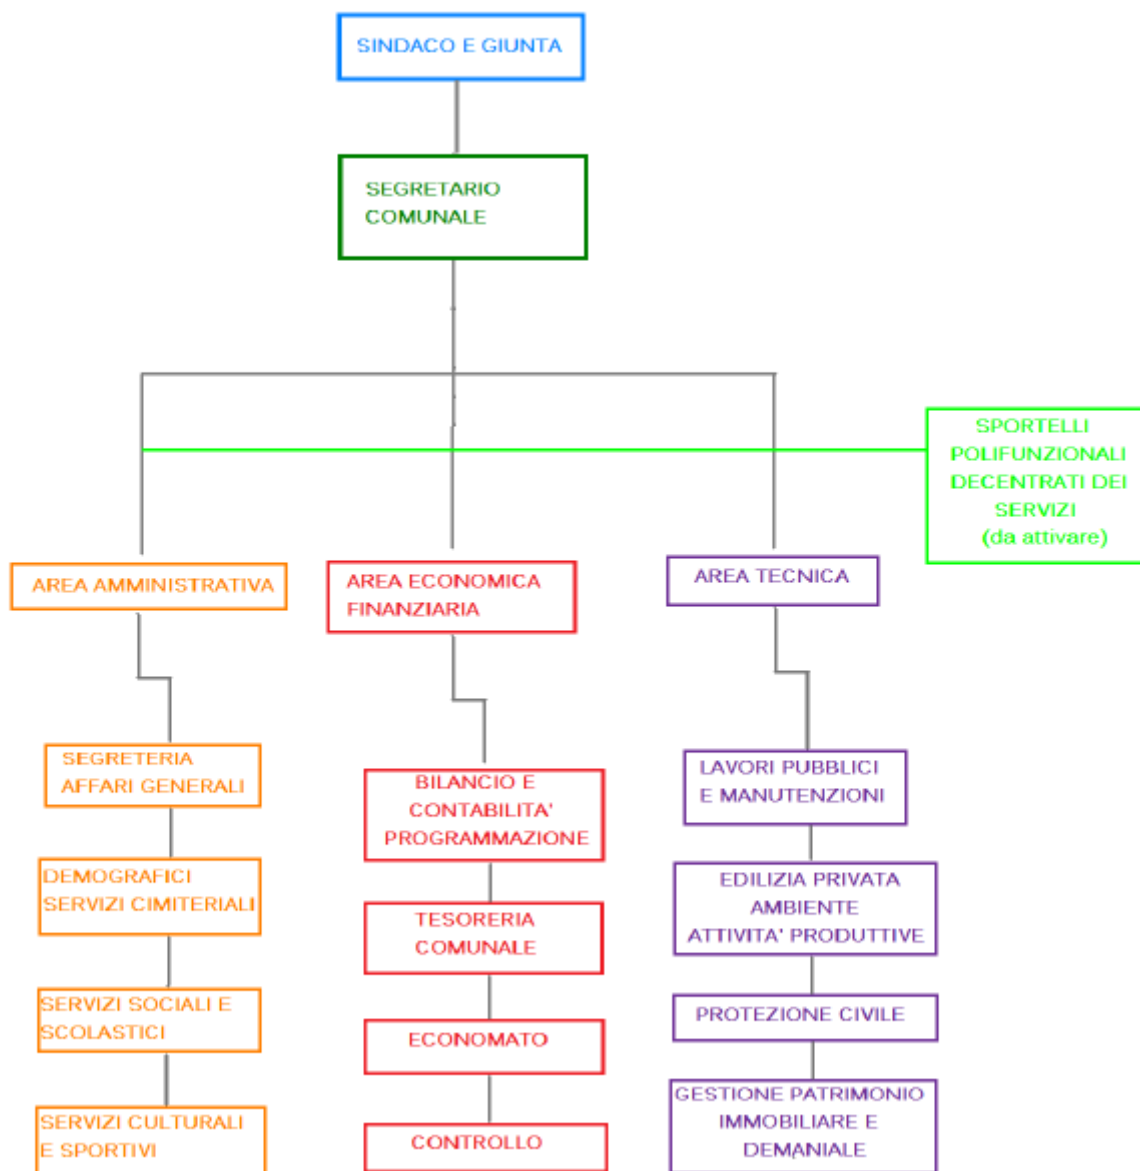 SINDACO E GIUNTA
SEGRETARIO
COMUNALE
SPORTELLI
POLIFUNZIONALI
DECENTRATI DEI
SERVIZI
(da attivare)
AREA AMMINISTRATIVA
AREA ECONOMICA
FINANZIARIA
AREA TECNICA
SEGRETERIA
AFFARI GENERALI
DEMOGRAFICI
SERVIZI CIMITERIALI
SERVIZI SOCIALI E
SCOLASTICI
SERVIZI CULTURALI
E SPORTIVI
BILANCIO E
CONTABILITA'
PROGRAMMAZIONE
TESORERIA
COMUNALE
ECONOMATO
CONTROLLO
LAVORI PUBBLICI
E MANUTENZIONI
EDILIZIA PRIVATA
AMBIENTE
ATTIVITA' PRODUTTIVE
PROTEZIONE CIVILE
GESTIONE PATRIMONIO
IMMOBILIARE E
DEMANIALE